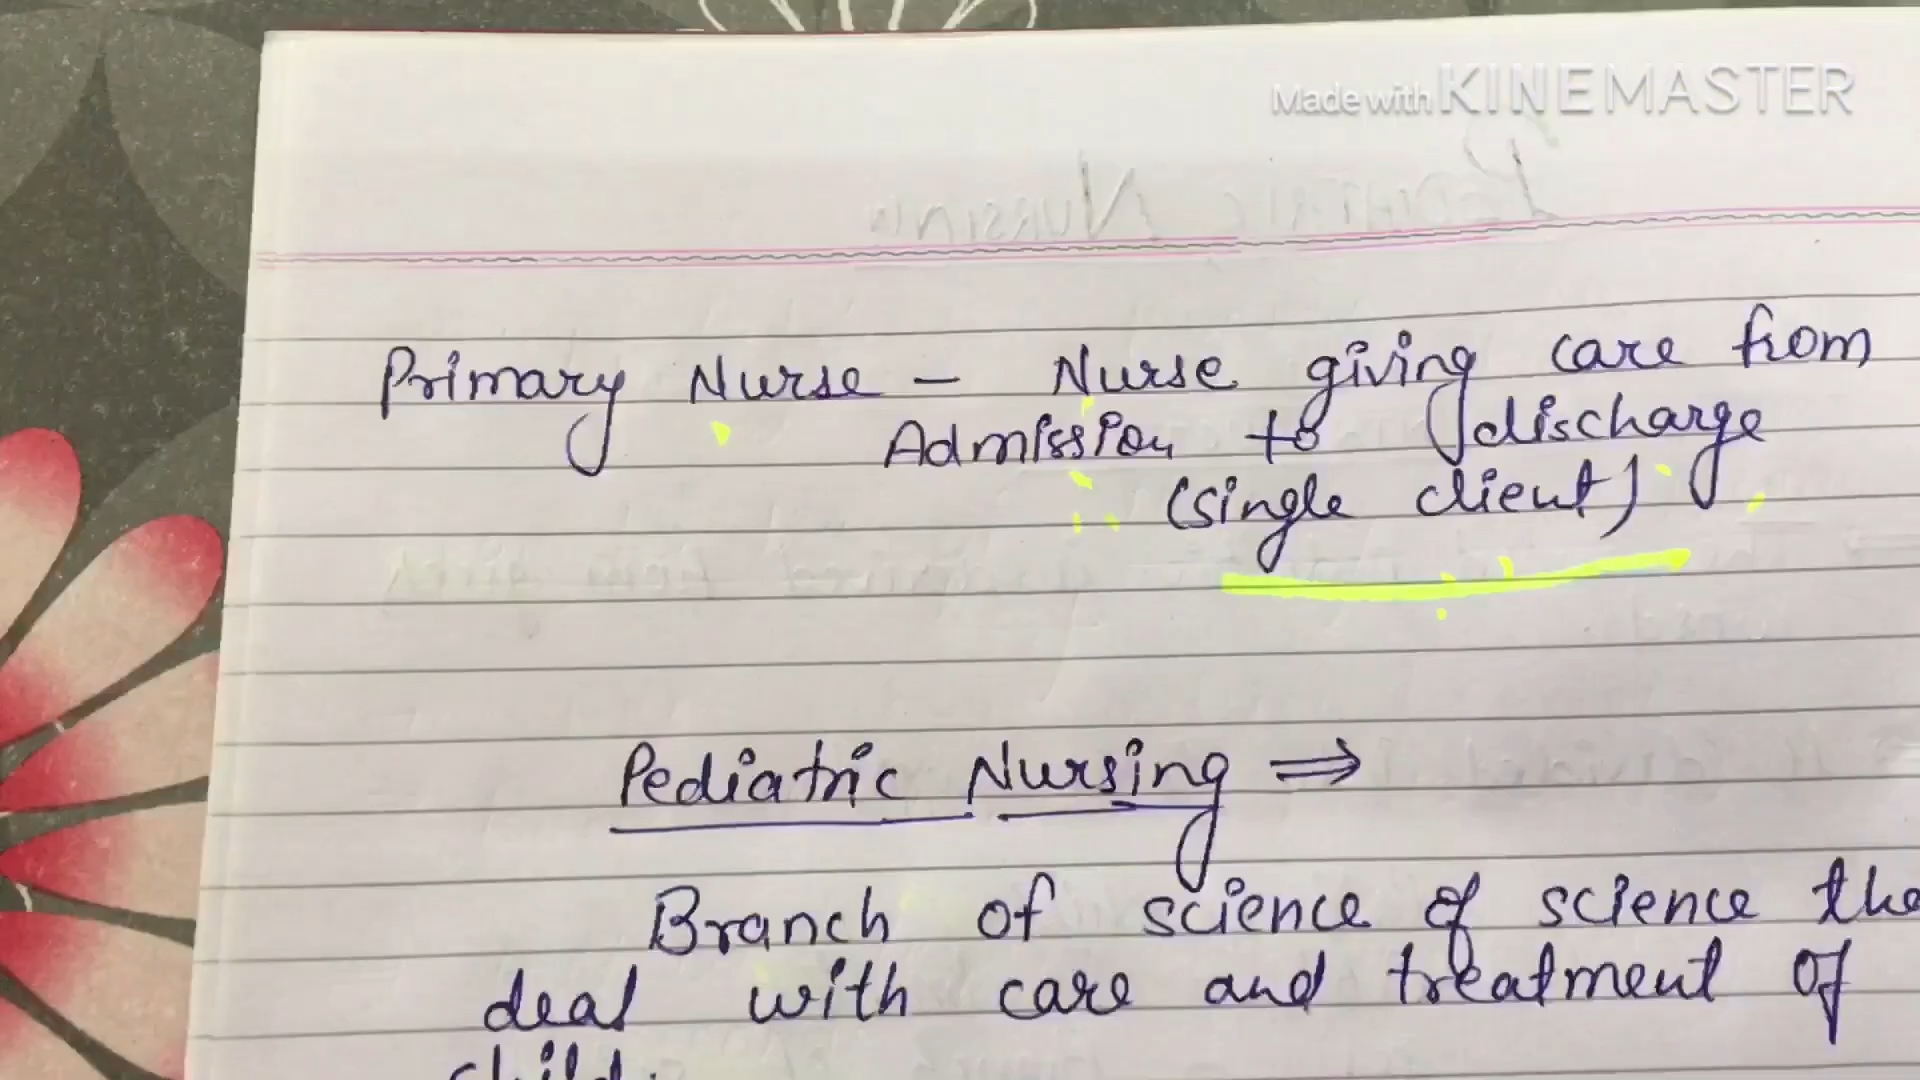 Made with KINEMASTER
Primary Nurse - Nurse giving care from
Admission to discharge
(single client)
Pediatric Nursing ⇒
Branch of science of science the
deal with care and treatment of
child.